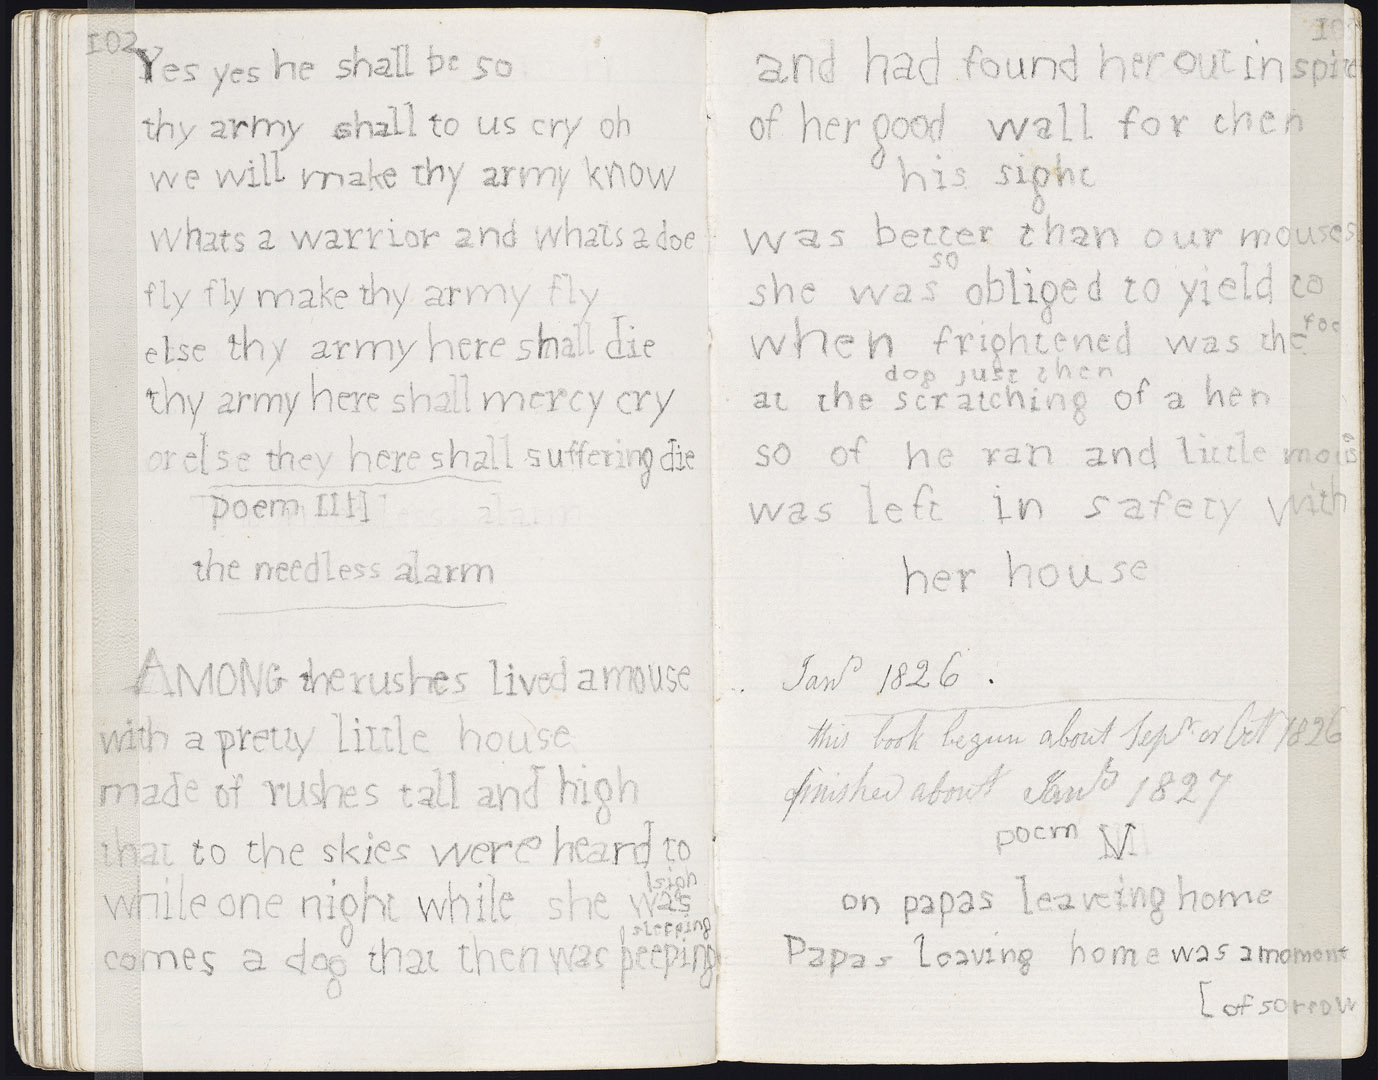 102
Yes yes he shall be so
thy army shall to us cry oh
we will make thy army know
whats a warrior and whats a doe
fly fly make thy army fly
else thy army here shall die
thy army here shall mercy cry
or else they here shall suffering die
poem III]
the needless alarm
AMONG the rushes lived a mouse
with a pretty little house
made of rushes tall and high
that to the skies were heard to
[sigh
while one night while she was
[sleeping
comes a dog that then was peeping
and had found her out in spite
of her good wall for then
his sight
was better than our mouses
so
she was obliged to yield to
foe
when frightened was the
dog just then
at the scratching of a hen
so of he ran and little
was left in safety with
her house
Jany 1826.
this book begun about Sepr or Oct 1826
finished about Jany 1827
poem
on papas leaveing home
Papas leaving home was a moment
[of sorrow